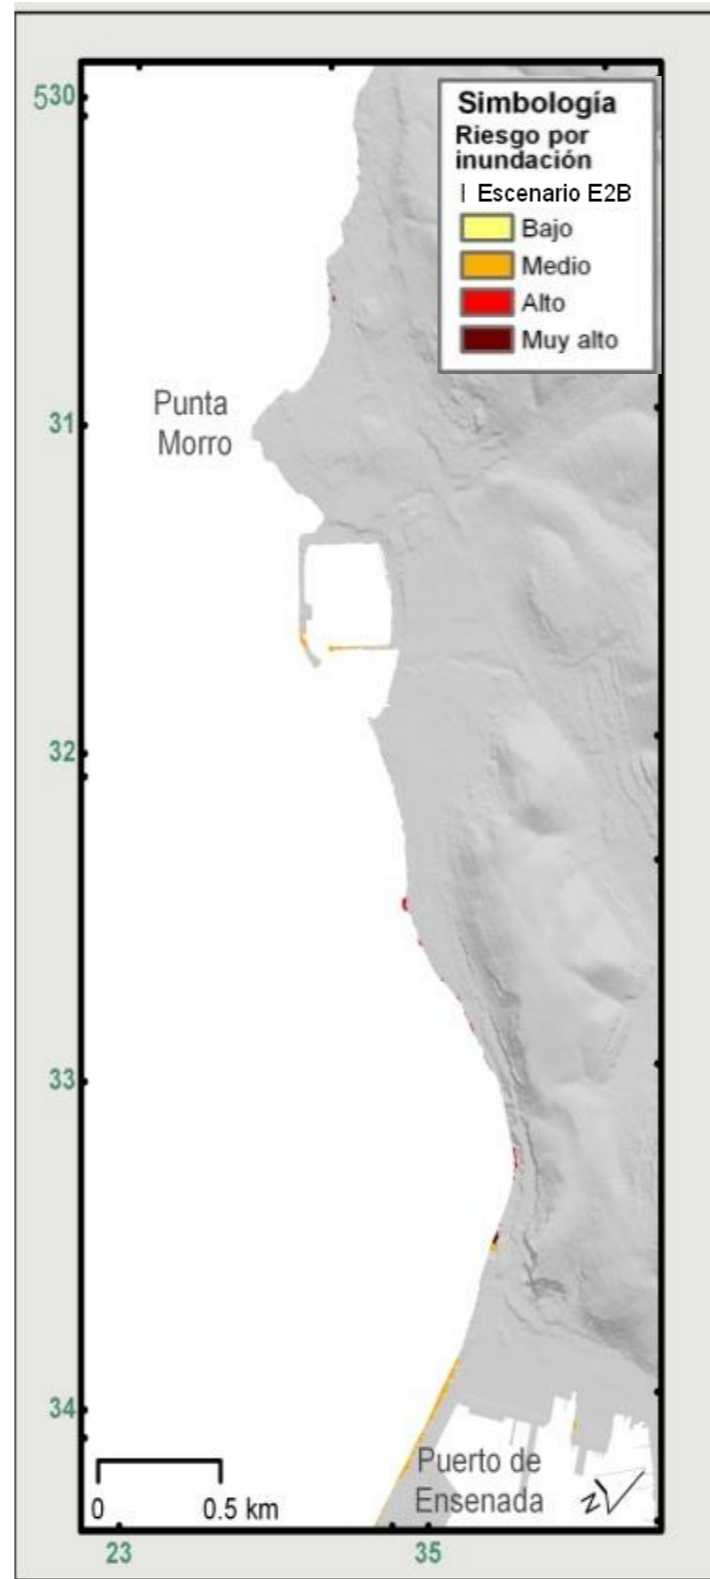 530
Simbología
Riesgo por
inundación
Escenario E2B
Bajo
Medio
Alto
Muy alto
Punta
Morro
31
32
33
34
Puerto de
Ensenada
0 0.5 km
N
23 35